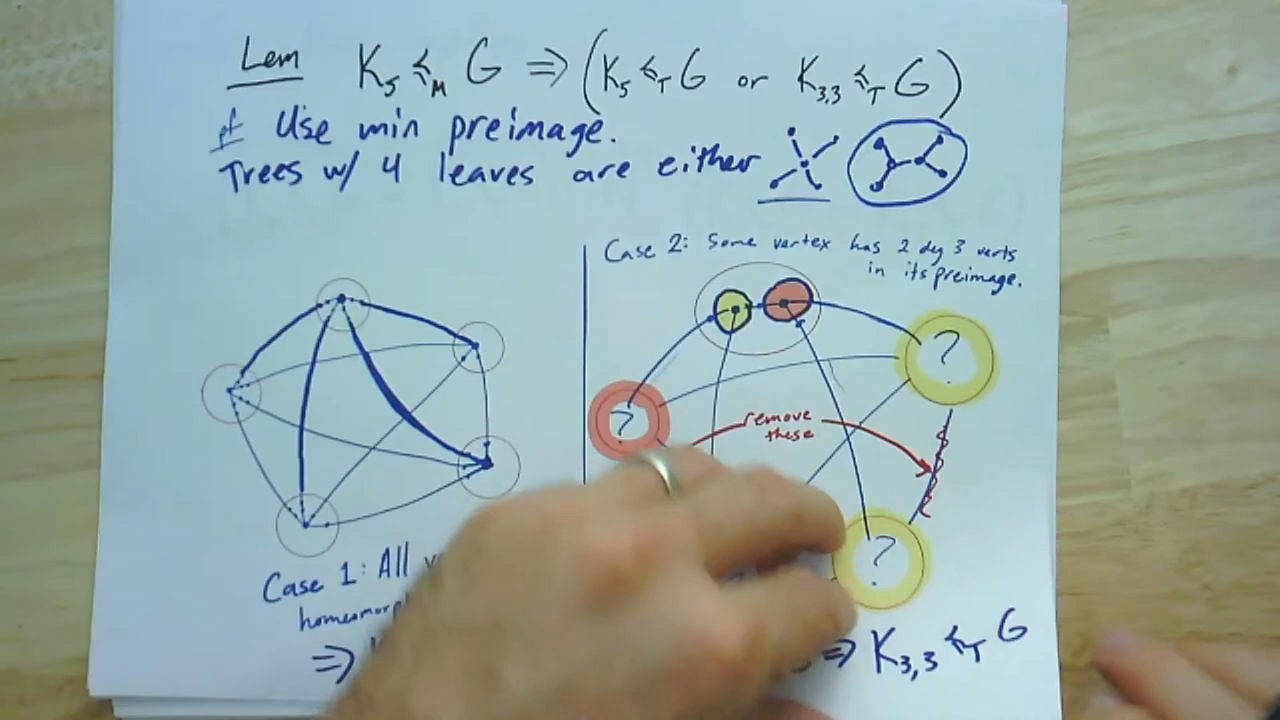 Lem K₅ ≼ₘ G ⇒ (K₅ ≼ₜ G or K₃,₃ ≼ₜ G)
pf Use min preimage.
Trees w/ 4 leaves are either
Case 2: Some vertex has 2 deg 3 verts
in its preimage.
?
?
remove
these
?
Case 1: All
⇒
⇒ K₃,₃ ≼ₜ G